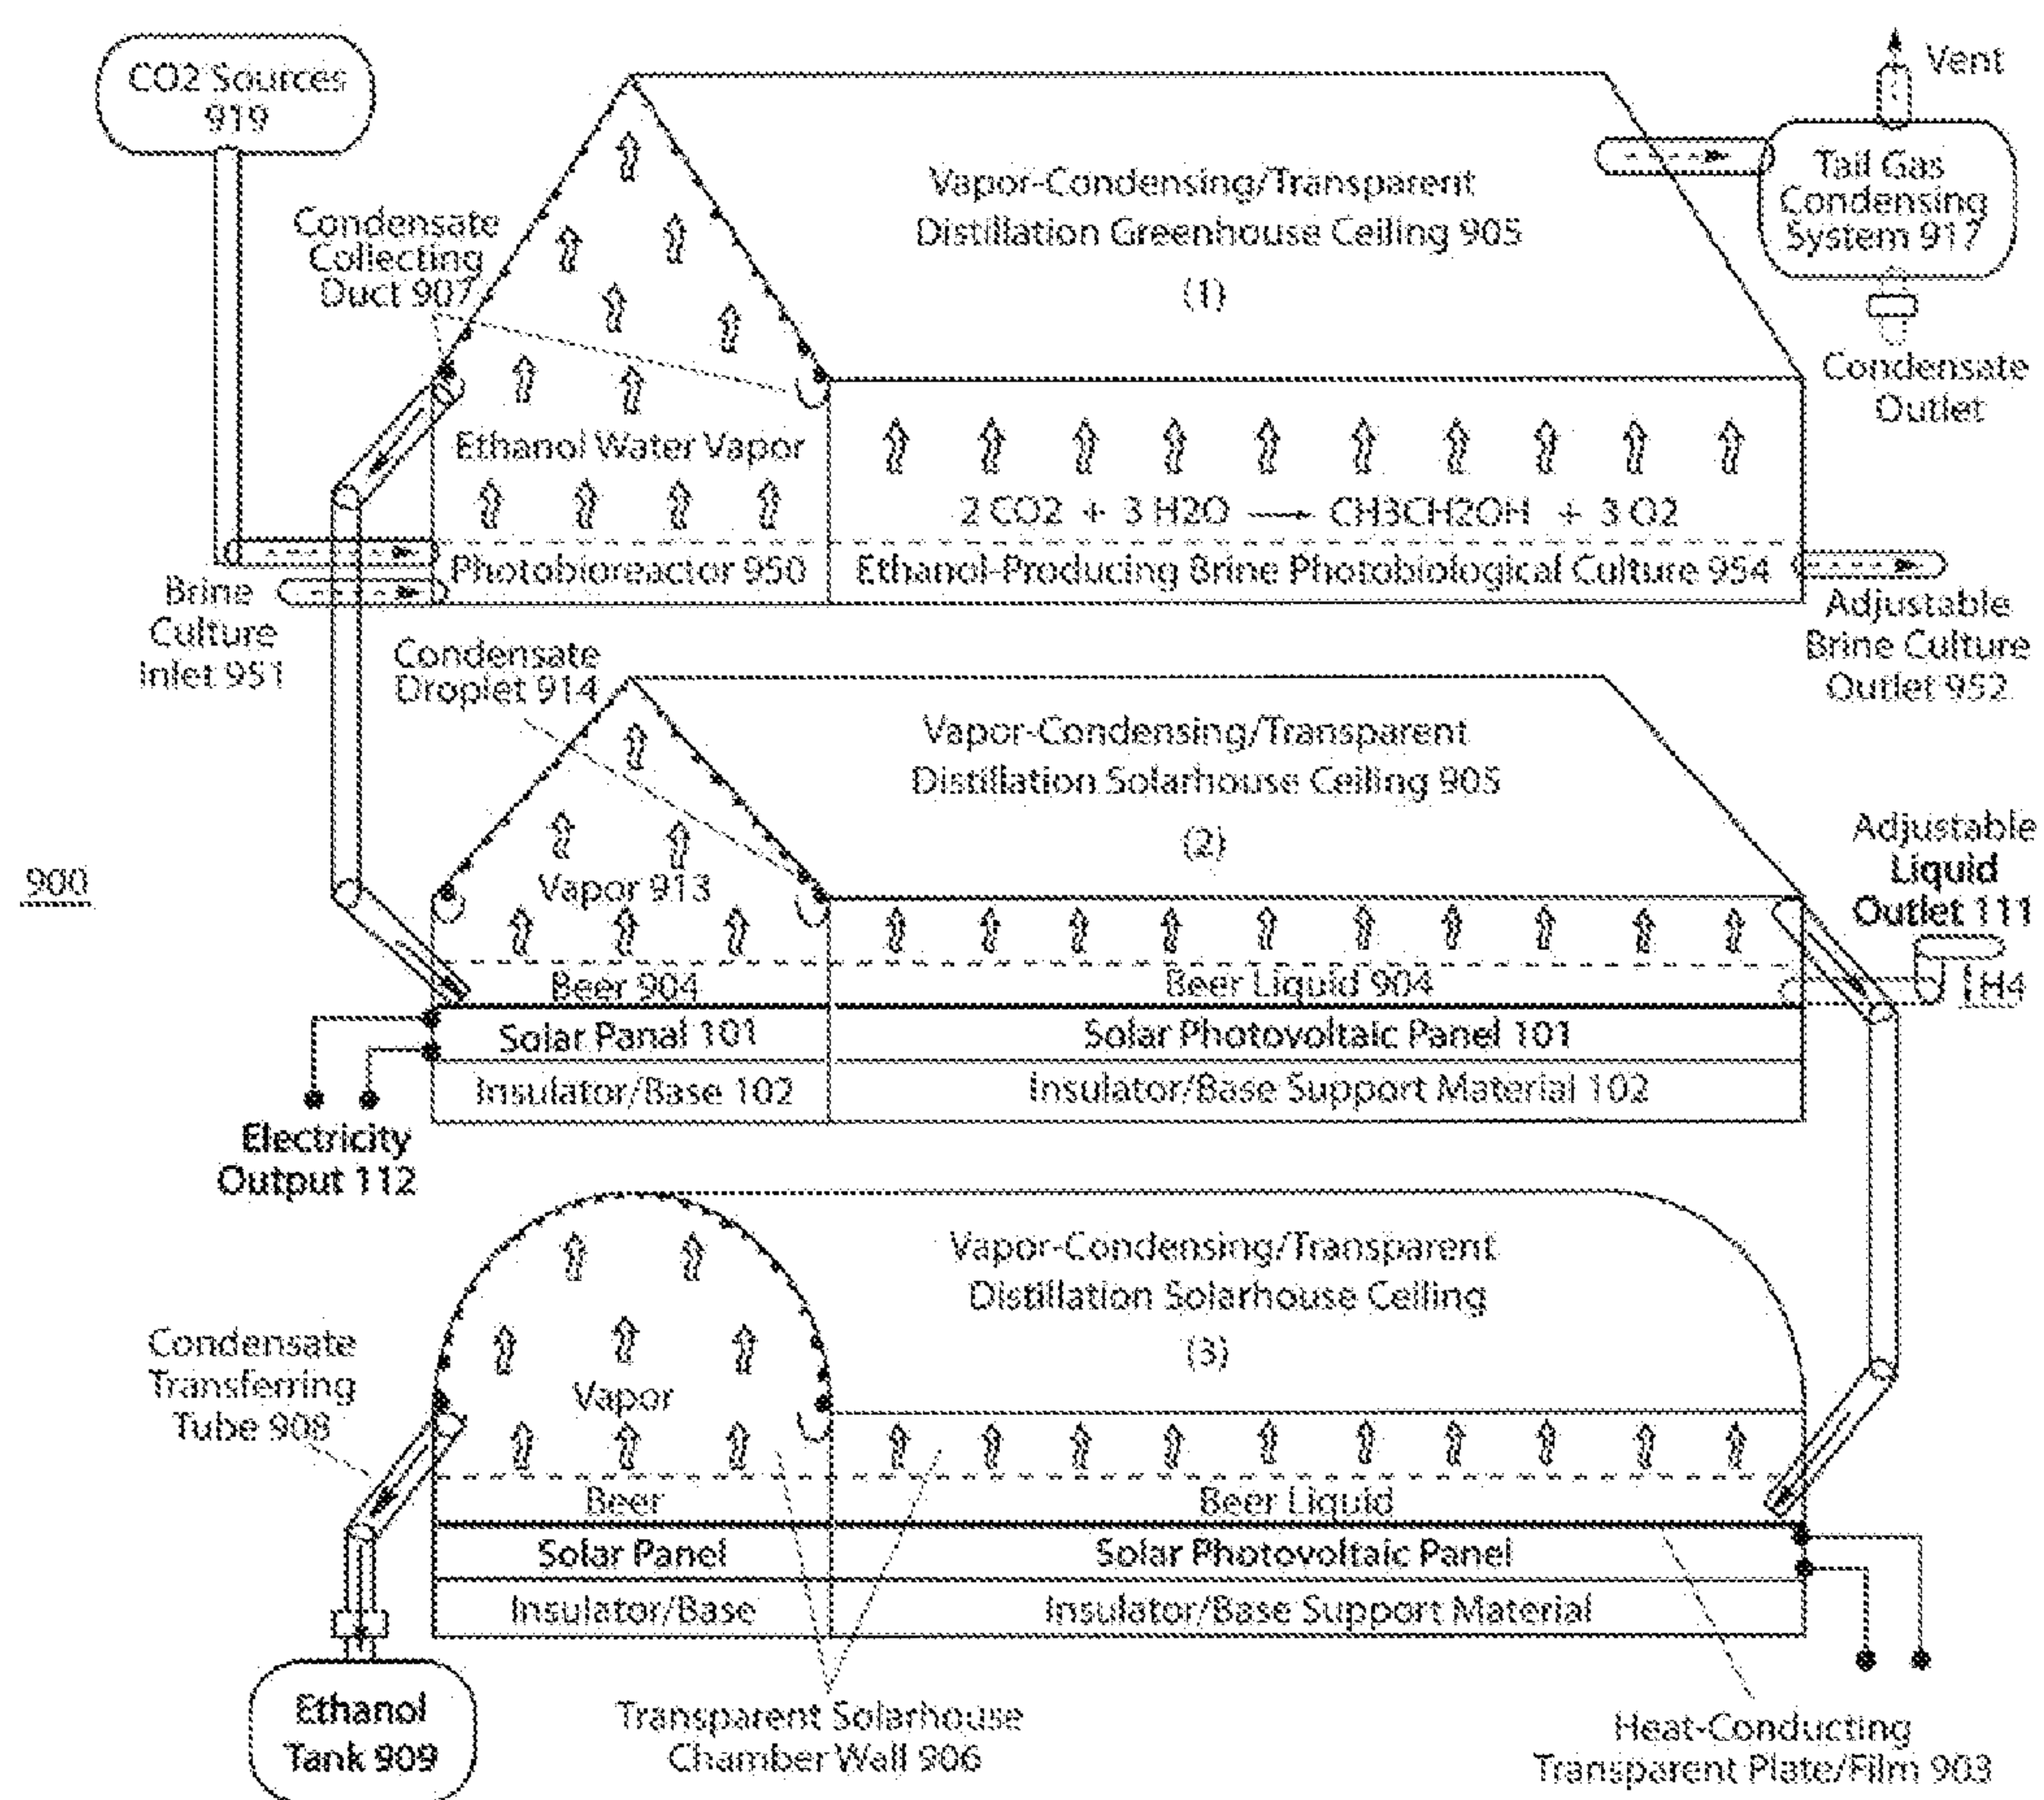 CO2 Sources
919
Vent
Tail Gas
Condensing
System 917
Vapor-Condensing/Transparent
Distillation Greenhouse Ceiling 905
(1)
Condensate
Collecting
Duct 907
Condensate
Outlet
Ethanol Water Vapor
2 CO2 + 3 H2O → CH3CH2OH + 3 O2
Photobioreactor 950
Ethanol-Producing Brine Photobiological Culture 954
Brine
Culture
Inlet 951
Adjustable
Brine Culture
Outlet 952
Condensate
Droplet 914
Vapor-Condensing/Transparent
Distillation Solarhouse Ceiling 905
(2)
Adjustable
Liquid
Outlet 111
900
Vapor 913
Beer 904
Beer Liquid 904
H4
Solar Panal 101
Solar Photovoltaic Panel 101
Insulator/Base 102
Insulator/Base Support Material 102
Electricity
Output 112
Vapor-Condensing/Transparent
Distillation Solarhouse Ceiling
(3)
Condensate
Transferring
Tube 908
Vapor
Beer
Beer Liquid
Solar Panel
Solar Photovoltaic Panel
Insulator/Base
Insulator/Base Support Material
Ethanol
Tank 909
Transparent Solarhouse
Chamber Wall 906
Heat-Conducting
Transparent Plate/Film 903